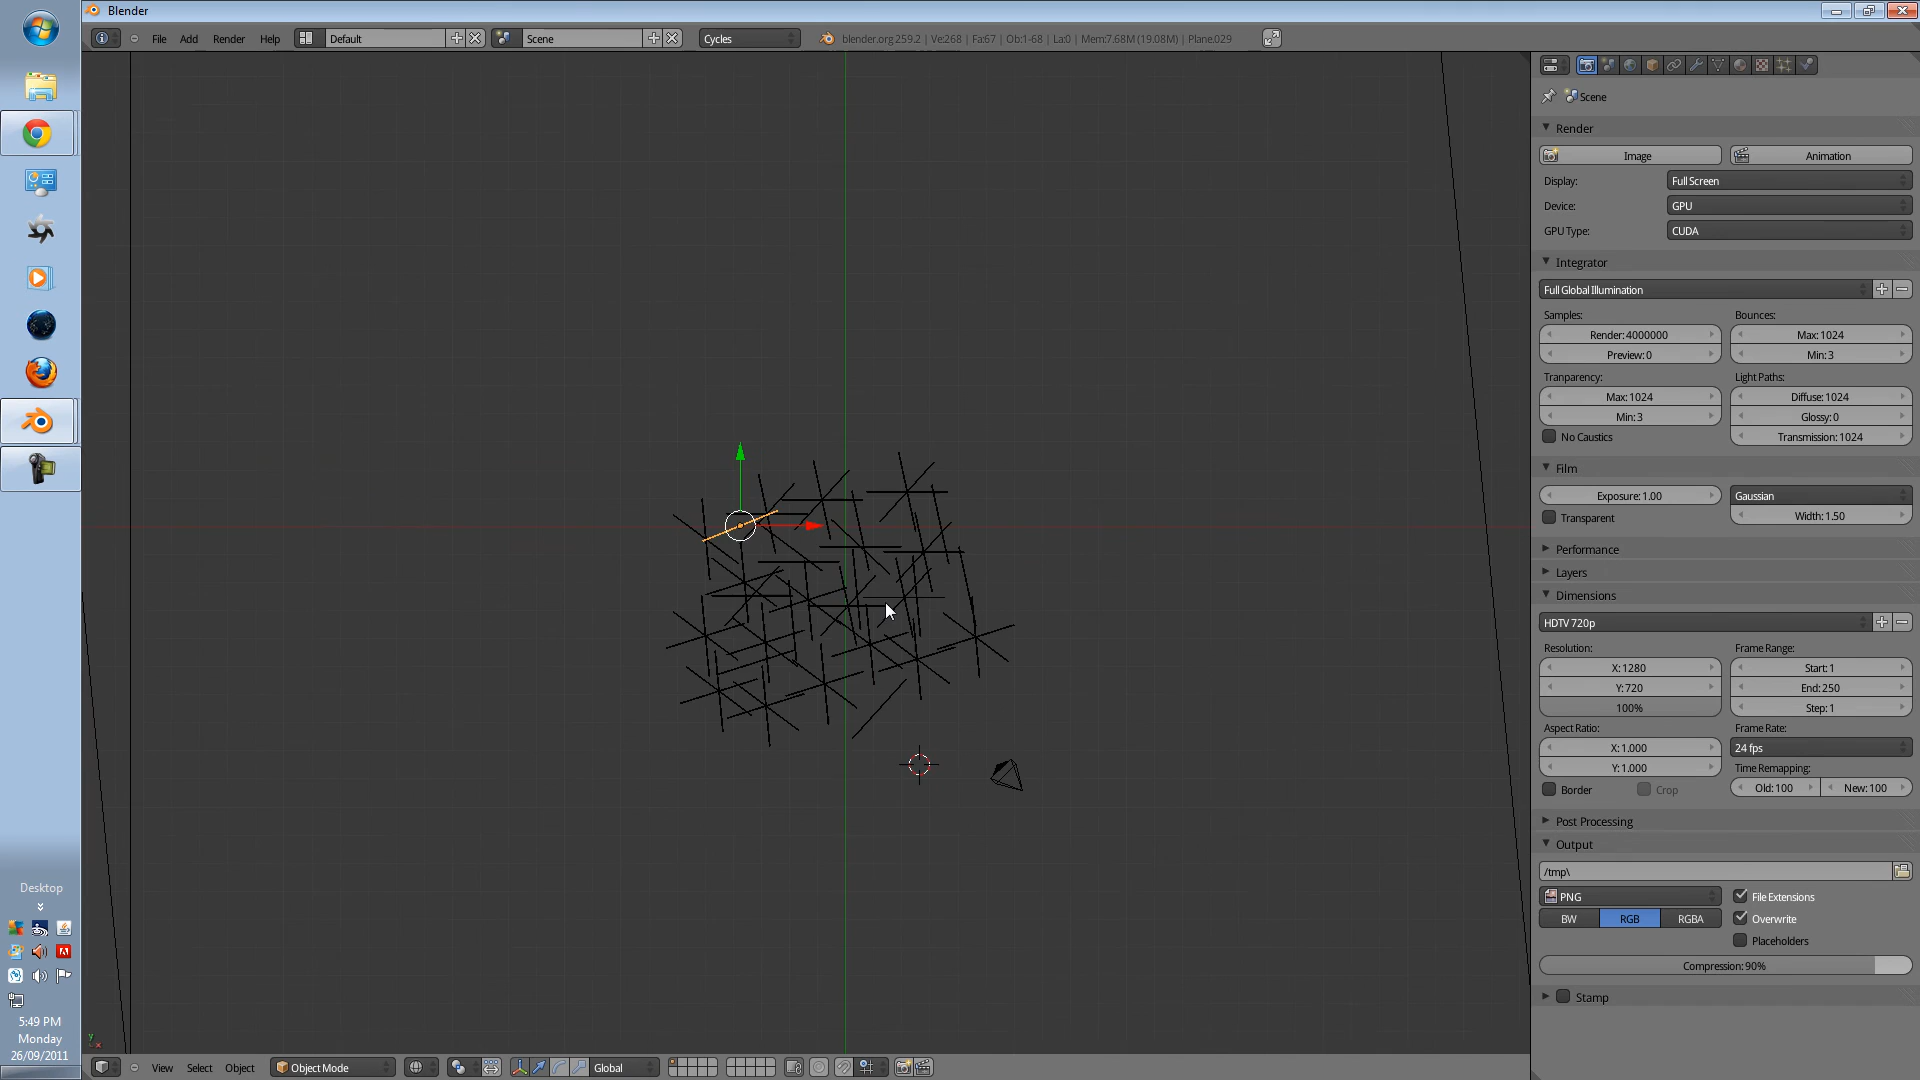 Blender
File Add Render Help Default Scene Cycles blender.org 259.2 | Ve:268 | Fa:67 | Ob:1-68 | La:0 | Mem:7.68M (19.08M) | Plane.029
Scene
Render
Image Animation
Display: Full Screen
Device: GPU
GPU Type: CUDA
Integrator
Full Global Illumination
Samples: Bounces:
Render: 4000000 Max: 1024
Preview: 0 Min: 3
Tranparency: Light Paths:
Max: 1024 Diffuse: 1024
Min: 3 Glossy: 0
No Caustics Transmission: 1024
Film
Exposure: 1.00 Gaussian
Transparent Width: 1.50
Performance
Layers
Dimensions
HDTV 720p
Resolution: Frame Range:
X: 1280 Start: 1
Y: 720 End: 250
100% Step: 1
Aspect Ratio: Frame Rate:
X: 1.000 24 fps
Y: 1.000 Time Remapping:
Border Crop Old: 100 New: 100
Post Processing
Output
/tmp\
PNG File Extensions
BW RGB RGBA Overwrite
Placeholders
Compression: 90%
Stamp
Desktop
5:49 PM
Monday
26/09/2011
View Select Object Object Mode Global